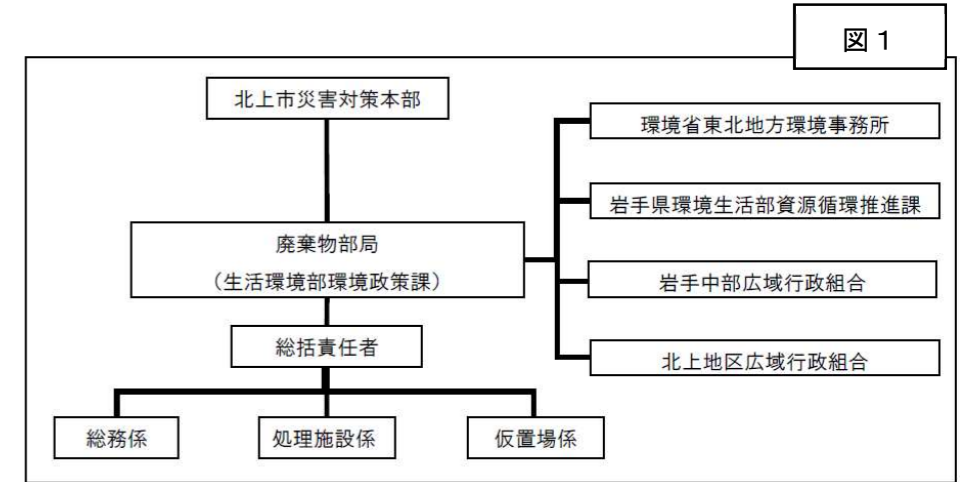 図1
北上市災害対策本部
環境省東北地方環境事務所
岩手県環境生活部資源循環推進課
廃棄物部局
(生活環境部環境政策課)
岩手中部広域行政組合
総括責任者
北上地区広域行政組合
総務係
処理施設係
仮置場係